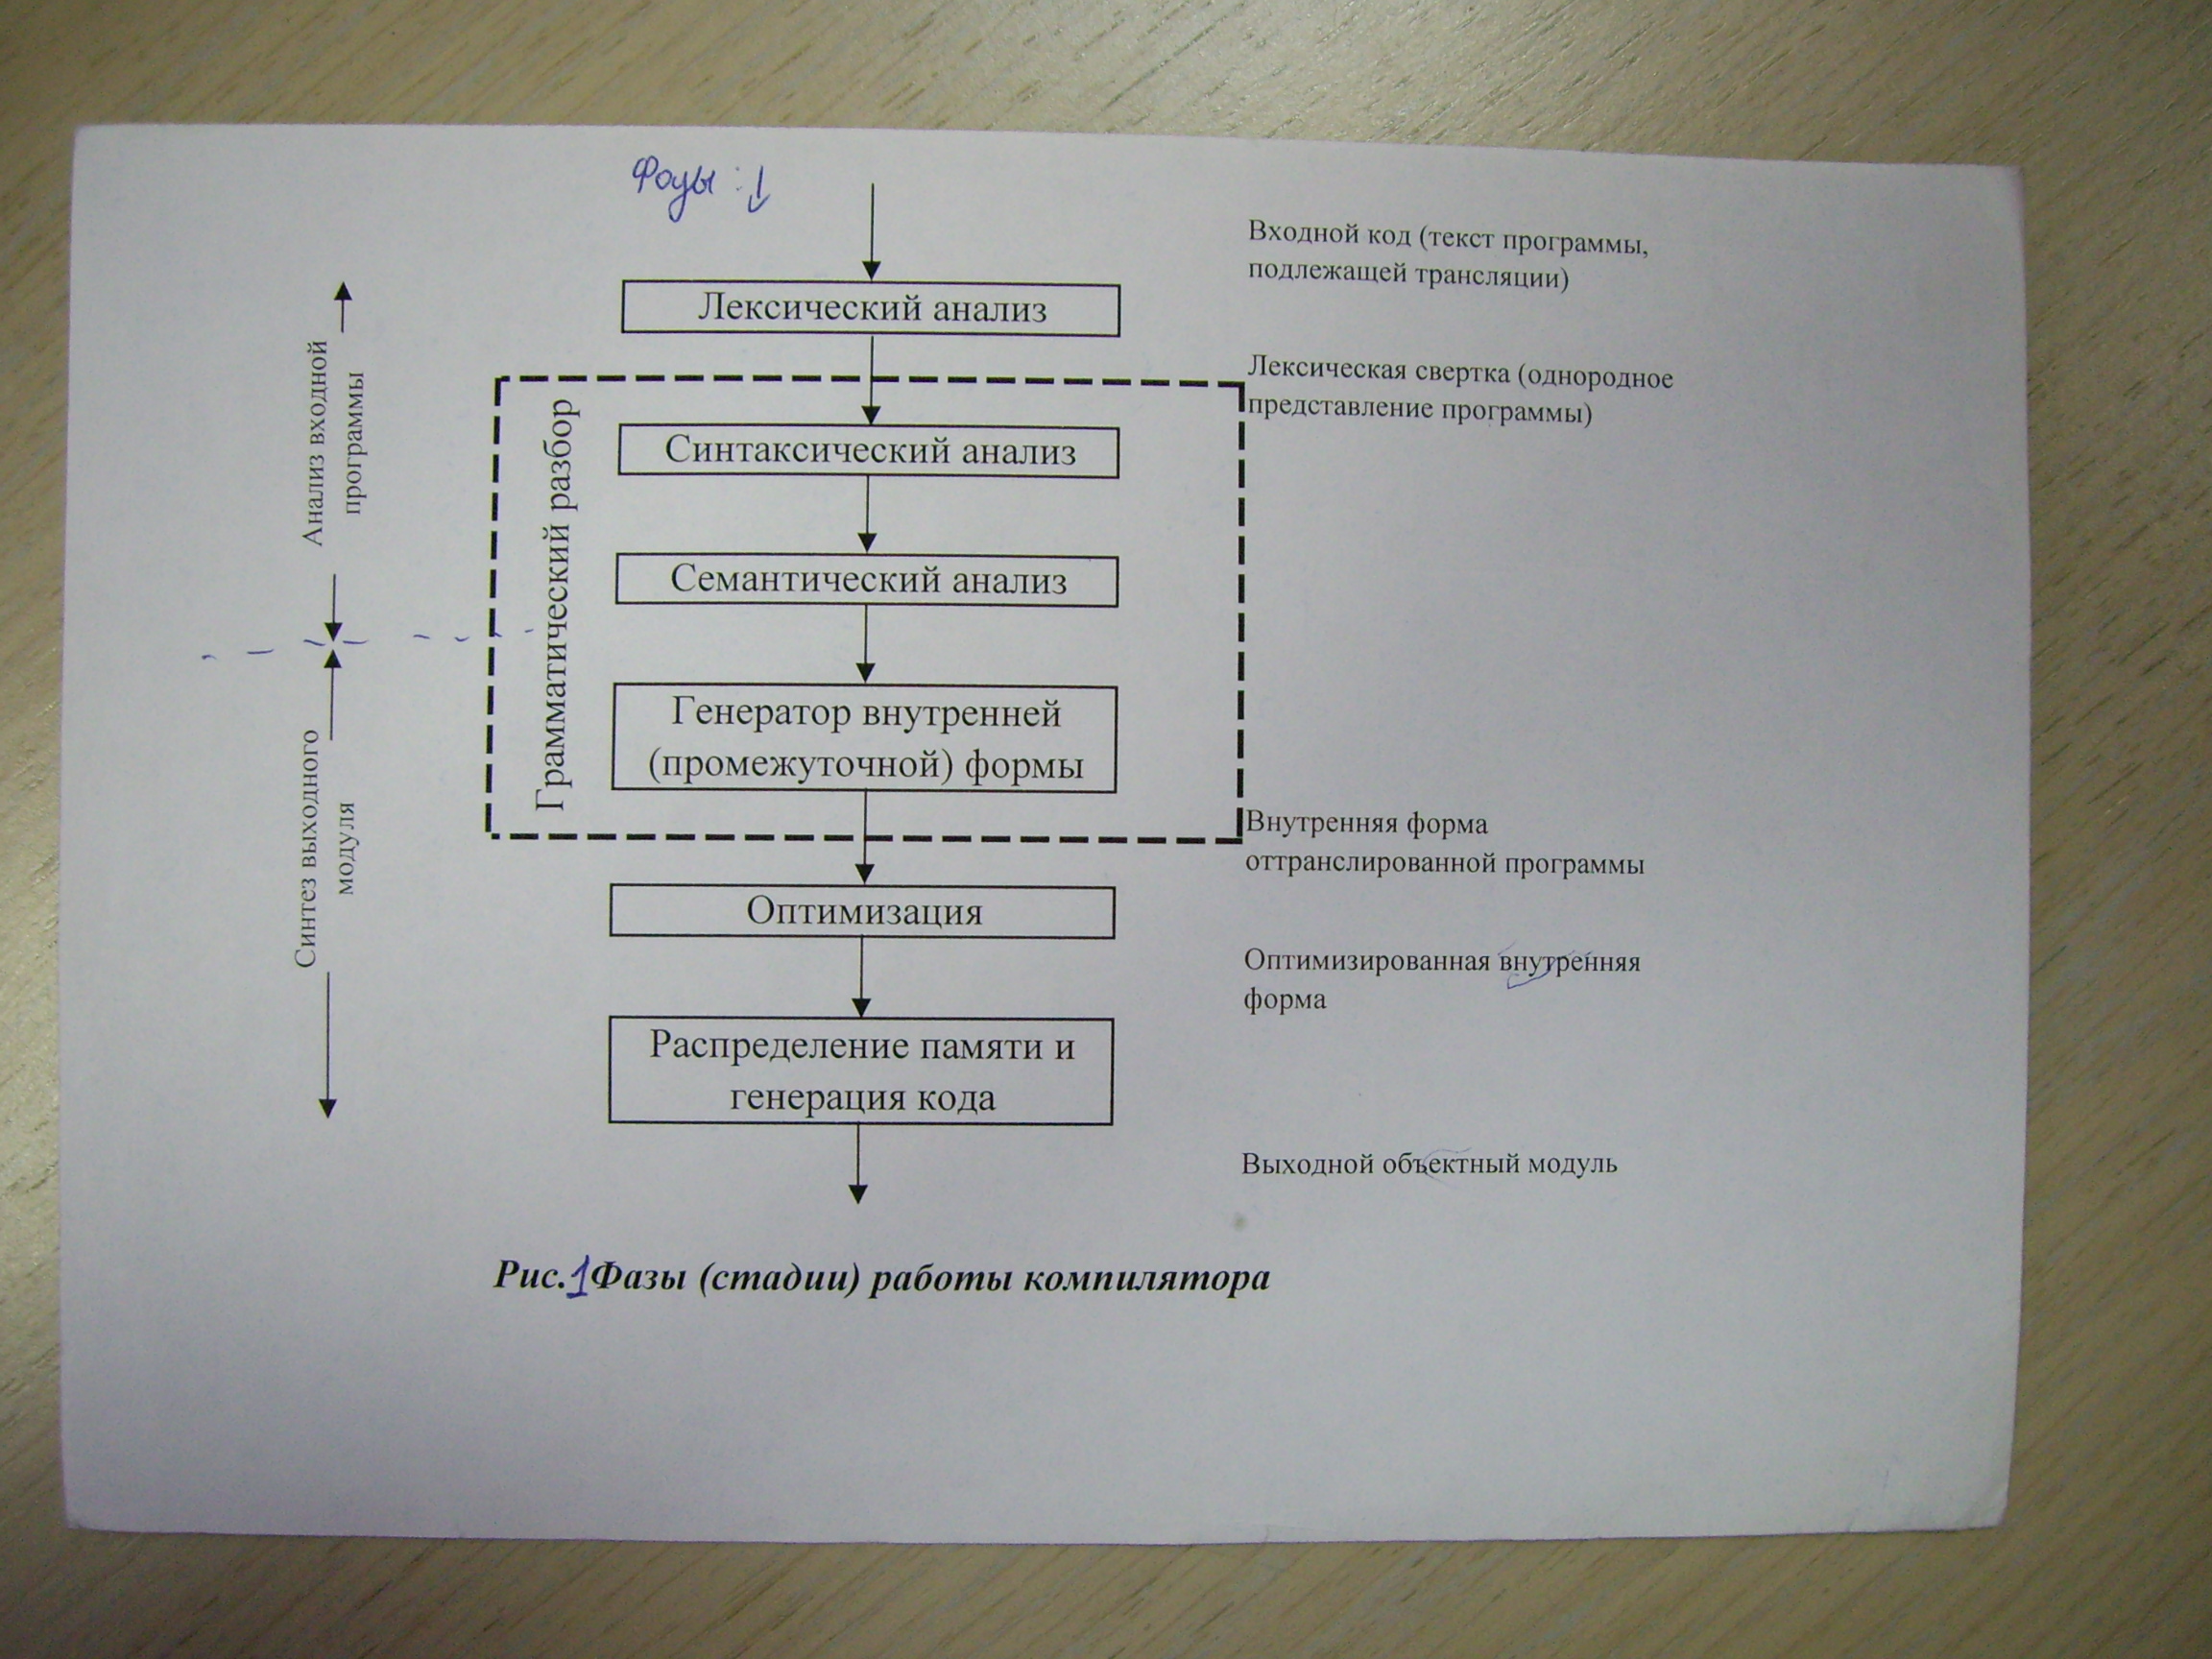 Фазы : ↓
Входной код (текст программы,
подлежащей трансляции)
Лексический анализ
Лексическая свертка (однородное
представление программы)
Анализ входной
программы
Грамматический разбор
Синтаксический анализ
Семантический анализ
Генератор внутренней
(промежуточной) формы
Синтез выходного
модуля
Внутренняя форма
оттранслированной программы
Оптимизация
Оптимизированная внутренняя
форма
Распределение памяти и
генерация кода
Выходной объектный модуль
Рис.1 Фазы (стадии) работы компилятора